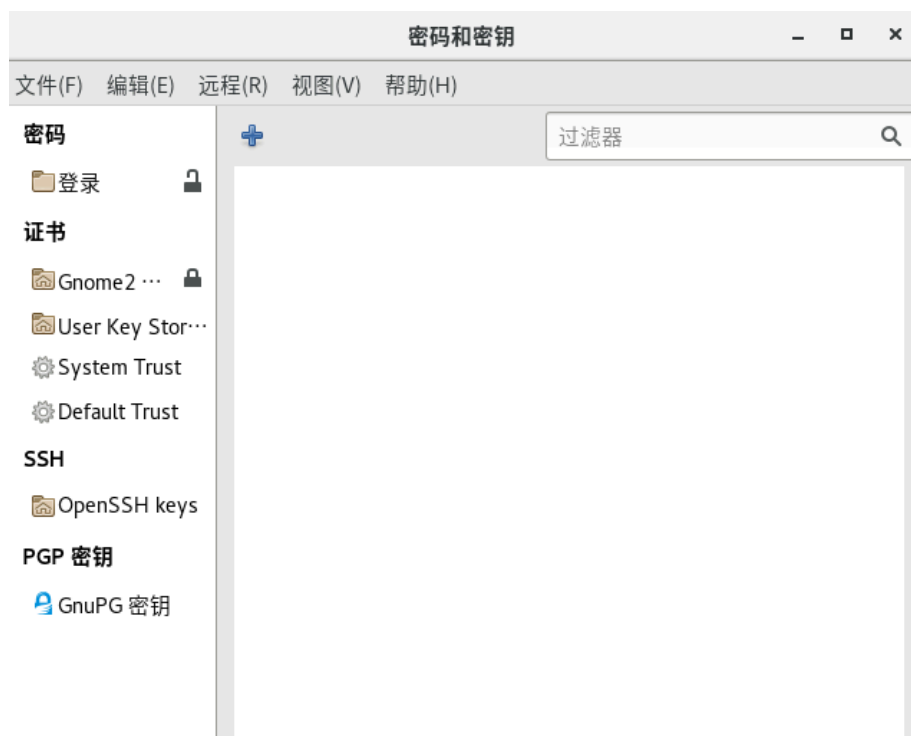 密码和密钥
文件(F) 编辑(E) 远程(R) 视图(V) 帮助(H)
密码
过滤器
登录
证书
Gnome2 …
User Key Stor…
System Trust
Default Trust
SSH
OpenSSH keys
PGP 密钥
GnuPG 密钥